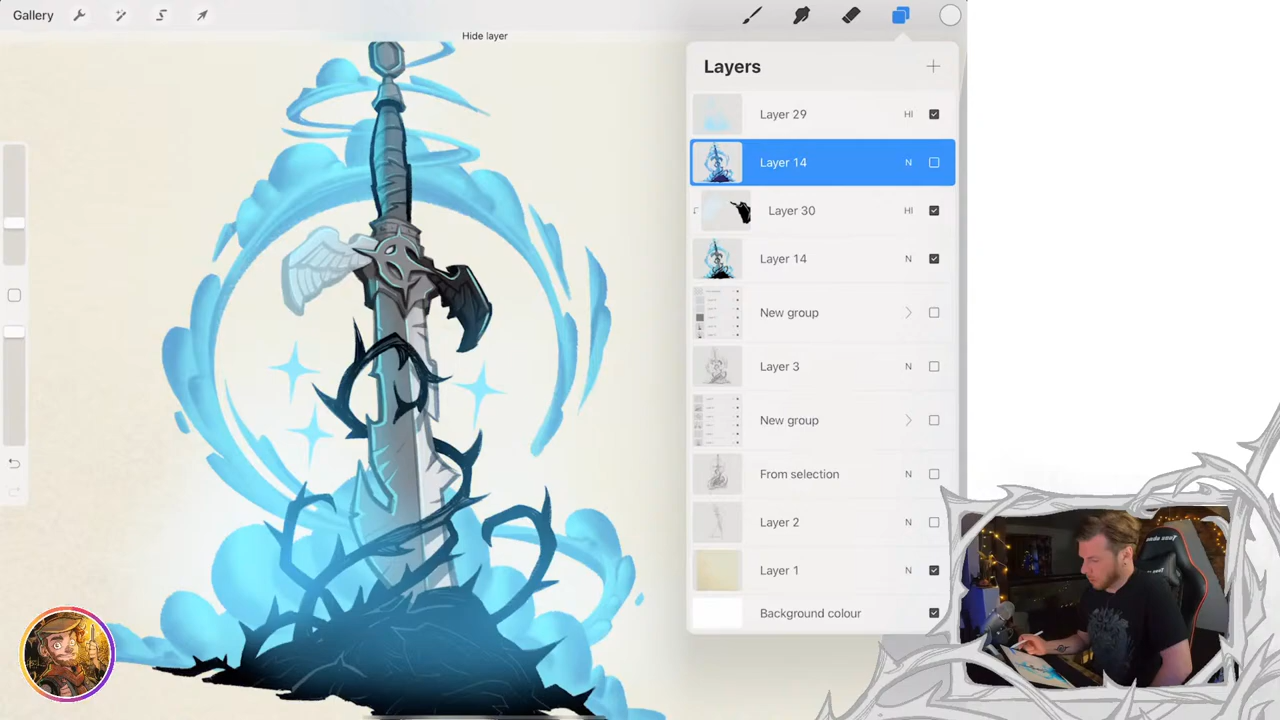 Gallery
Hide layer
Layers
Layer 29 HI
Layer 14 N
Layer 30 HI
Layer 14 N
New group
Layer 3 N
New group
From selection N
Layer 2 N
Layer 1 N
Background colour